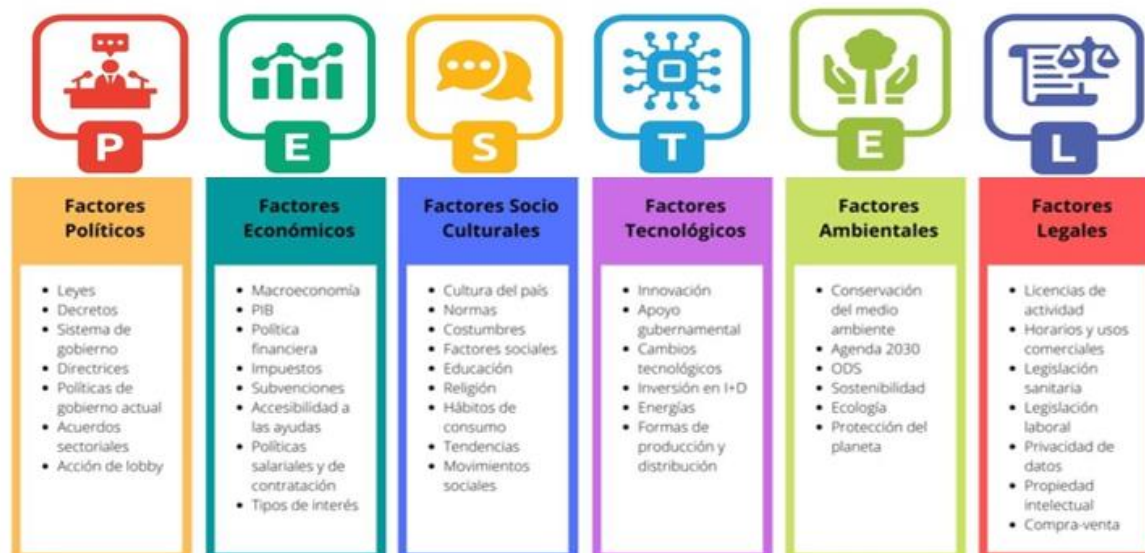 P
E
S
T
E
L
Factores
Políticos
Leyes
Decretos
Sistema de
gobierno
Directrices
Políticas de
gobierno actual
Acuerdos
sectoriales
Acción de lobby
Factores
Económicos
Macroeconomía
PIB
Política
financiera
Impuestos
Subvenciones
Accesibilidad a
las ayudas
Políticas
salariales y de
contratación
Tipos de interés
Factores Socio
Culturales
Cultura del país
Normas
Costumbres
Factores sociales
Educación
Religión
Hábitos de
consumo
Tendencias
Movimientos
sociales
Factores
Tecnológicos
Innovación
Apoyo
gubernamental
Cambios
tecnológicos
Inversión en I+D
Energías
Formas de
producción y
distribución
Factores
Ambientales
Conservación
del medio
ambiente
Agenda 2030
ODS
Sostenibilidad
Ecología
Protección del
planeta
Factores
Legales
Licencias de
actividad
Horarios y usos
comerciales
Legislación
sanitaria
Legislación
laboral
Privacidad de
datos
Propiedad
intelectual
Compra-venta